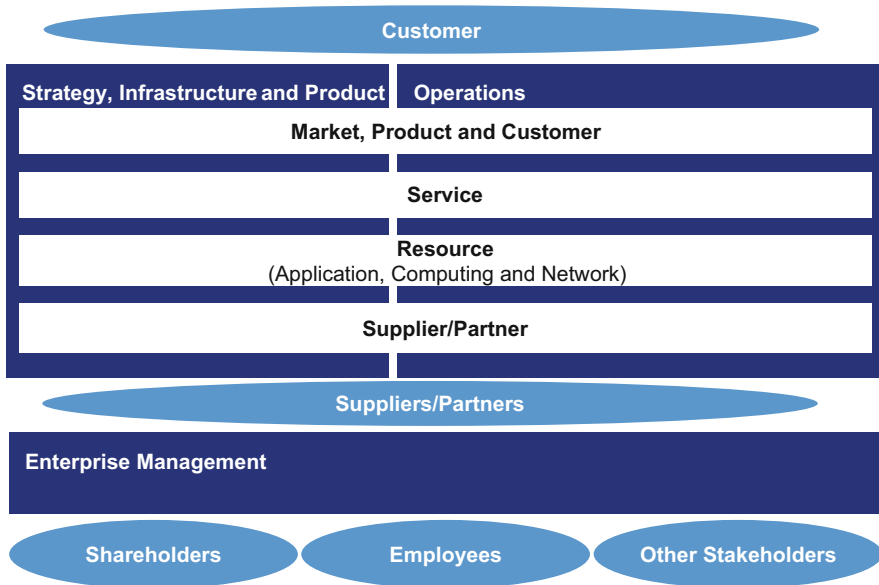 Customer
Strategy, Infrastructure and Product
Operations
Market, Product and Customer
Service
Resource
(Application, Computing and Network)
Supplier/Partner
Suppliers/Partners
Enterprise Management
Shareholders
Employees
Other Stakeholders